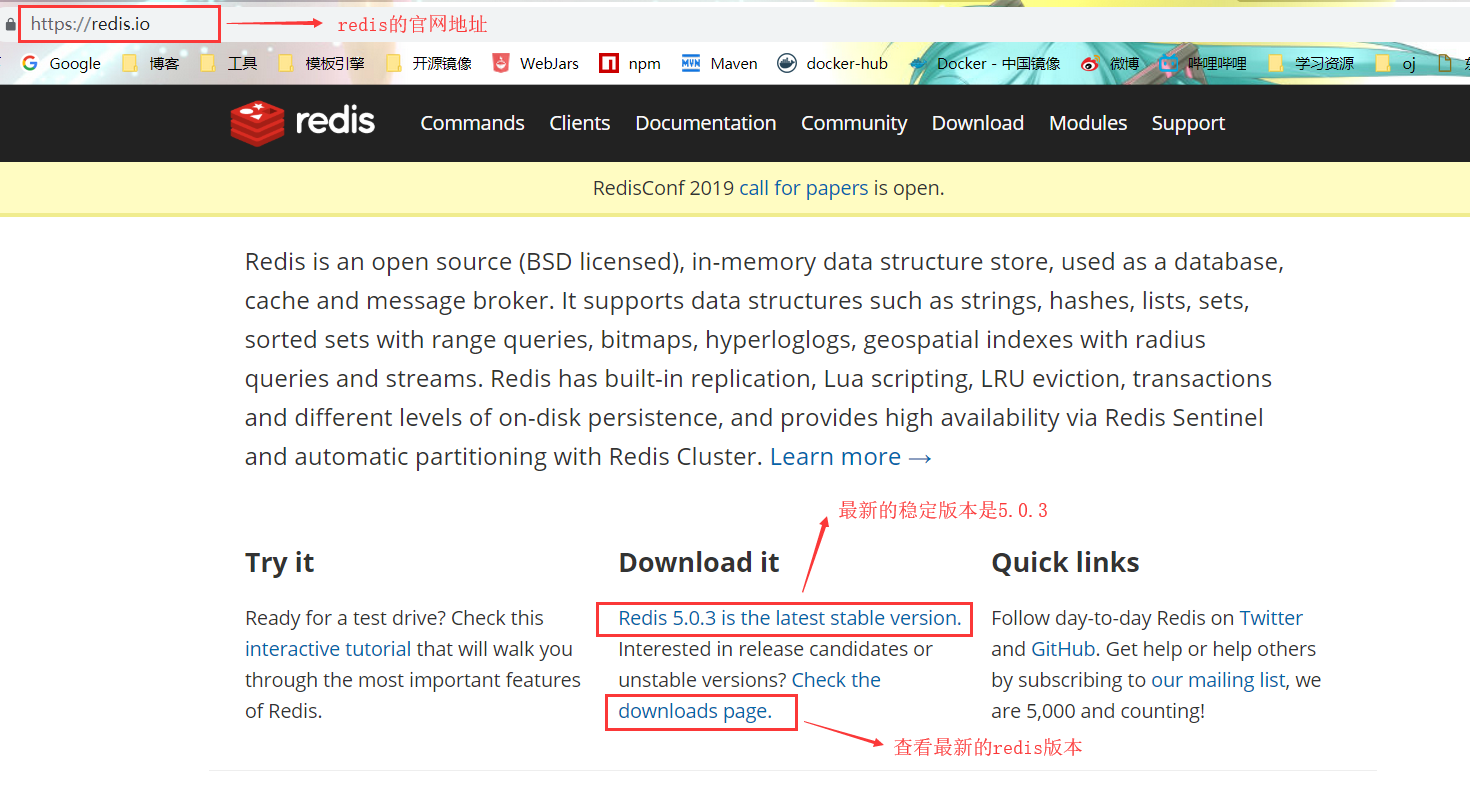 https://redis.io
redis的官网地址
Google 博客 工具 模板引擎 开源镜像 WebJars npm Maven docker-hub Docker - 中国镜像 微博 哔哩哔哩 学习资源 oj
redis Commands Clients Documentation Community Download Modules Support
RedisConf 2019 call for papers is open.
Redis is an open source (BSD licensed), in-memory data structure store, used as a database,
cache and message broker. It supports data structures such as strings, hashes, lists, sets,
sorted sets with range queries, bitmaps, hyperloglogs, geospatial indexes with radius
queries and streams. Redis has built-in replication, Lua scripting, LRU eviction, transactions
and different levels of on-disk persistence, and provides high availability via Redis Sentinel
and automatic partitioning with Redis Cluster. Learn more →
最新的稳定版本是5.0.3
Try it
Ready for a test drive? Check this
interactive tutorial that will walk you
through the most important features
of Redis.
Download it
Redis 5.0.3 is the latest stable version.
Interested in release candidates or
unstable versions? Check the
downloads page.
查看最新的redis版本
Quick links
Follow day-to-day Redis on Twitter
and GitHub. Get help or help others
by subscribing to our mailing list, we
are 5,000 and counting!